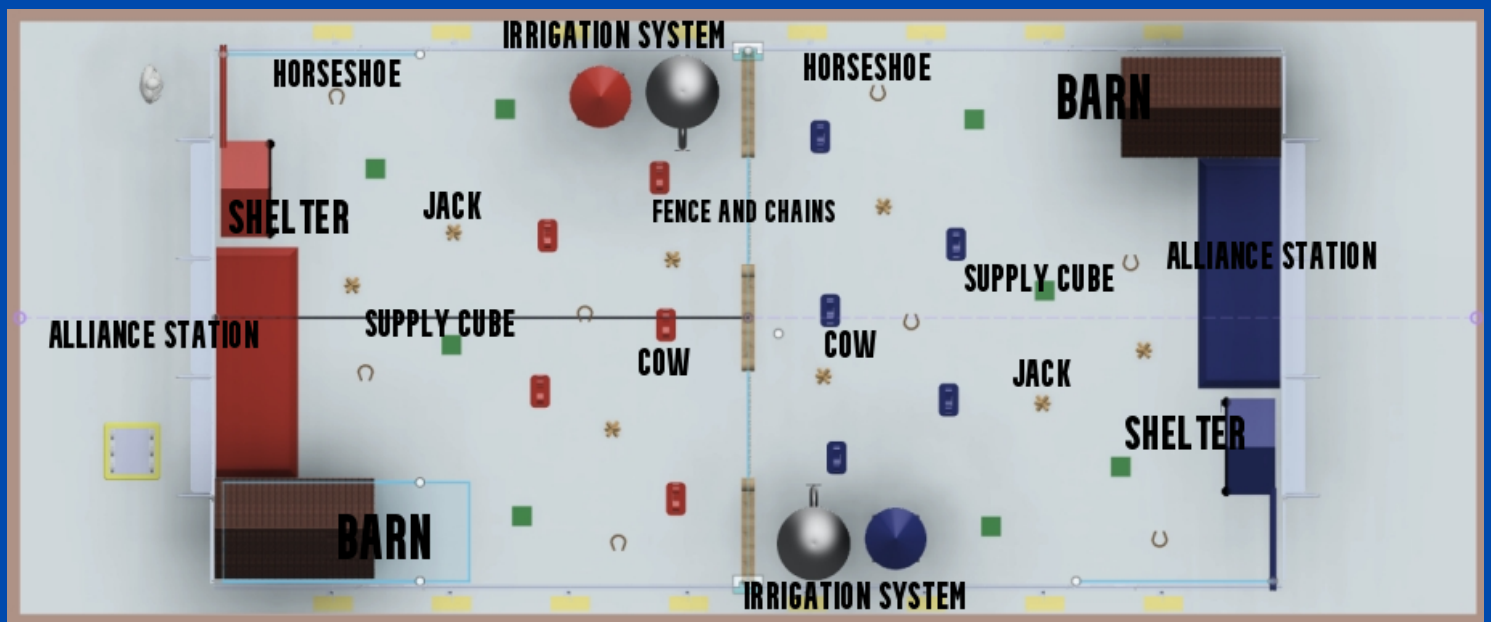 IRRIGATION SYSTEM
HORSESHOE
HORSESHOE
BARN
SHELTER
JACK
FENCE AND CHAINS
ALLIANCE STATION
SUPPLY CUBE
ALLIANCE STATION
SUPPLY CUBE
COW
COW
JACK
SHELTER
BARN
IRRIGATION SYSTEM